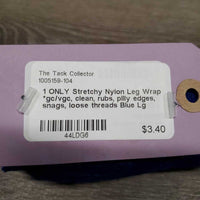 The Tack Collector
1005159-104
1 ONLY Stretchy Nylon Leg Wrap
*gc/vgc, clean, rubs, pilly edges,
snags, loose threads Blue Lg
$3.40
44LDG6